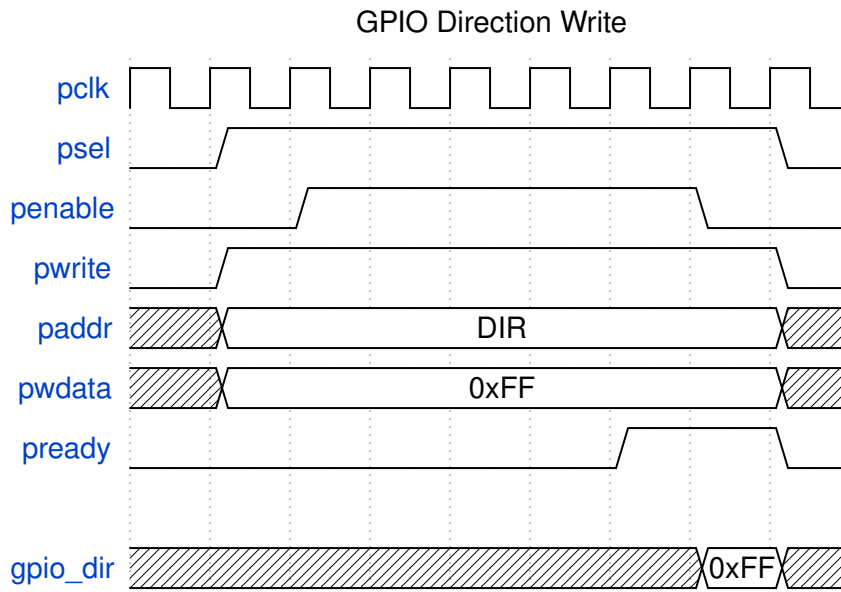 GPIO Direction Write
pclk
psel
penable
pwrite
paddr DIR
pwdata 0xFF
pready
gpio_dir 0xFF